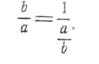 b/a = 1/(a/b).